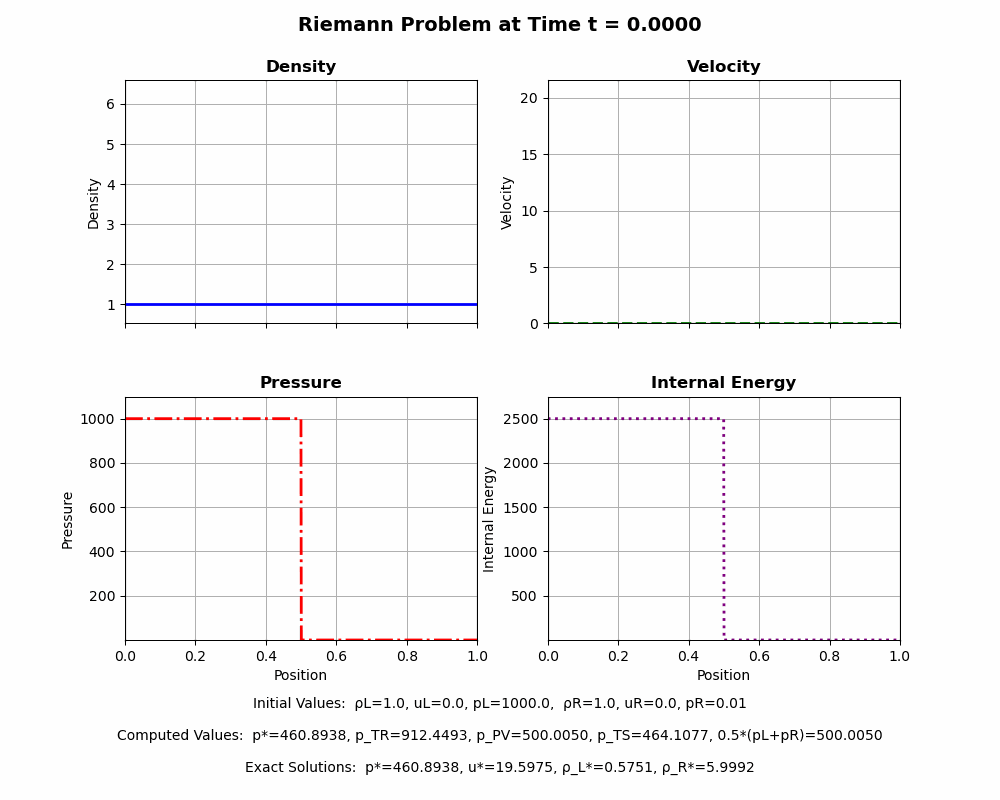 Riemann Problem at Time t = 0.0000
Density
Velocity
6
5
4
3
2
1
Density
20
15
10
5
0
Velocity
Pressure
Internal Energy
1000
800
600
400
200
Pressure
0.0 0.2 0.4 0.6 0.8 1.0
Position
2500
2000
1500
1000
500
Internal Energy
0.0 0.2 0.4 0.6 0.8 1.0
Position
Initial Values:  ρL=1.0, uL=0.0, pL=1000.0,  ρR=1.0, uR=0.0, pR=0.01
Computed Values:  p*=460.8938, p_TR=912.4493, p_PV=500.0050, p_TS=464.1077, 0.5*(pL+pR)=500.0050
Exact Solutions:  p*=460.8938, u*=19.5975, ρ_L*=0.5751, ρ_R*=5.9992